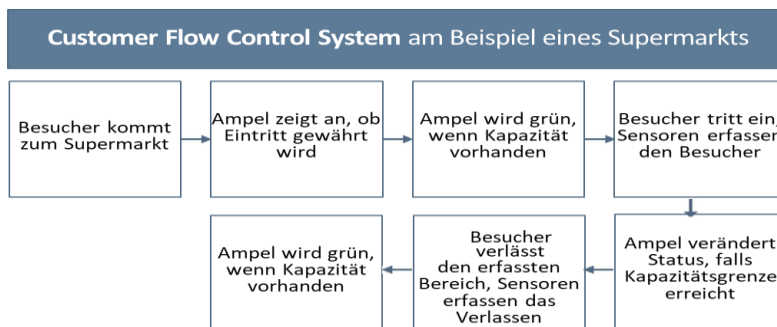 Customer Flow Control System am Beispiel eines Supermarkts
Besucher kommt
zum Supermarkt
Ampel zeigt an, ob
Eintritt gewährt
wird
Ampel wird grün,
wenn Kapazität
vorhanden
Besucher tritt ein,
Sensoren erfassen
den Besucher
Ampel verändert
Status, falls
Kapazitätsgrenze
erreicht
Besucher
verlässt
den erfassten
Bereich, Sensoren
erfassen das
Verlassen
Ampel wird grün,
wenn Kapazität
vorhanden